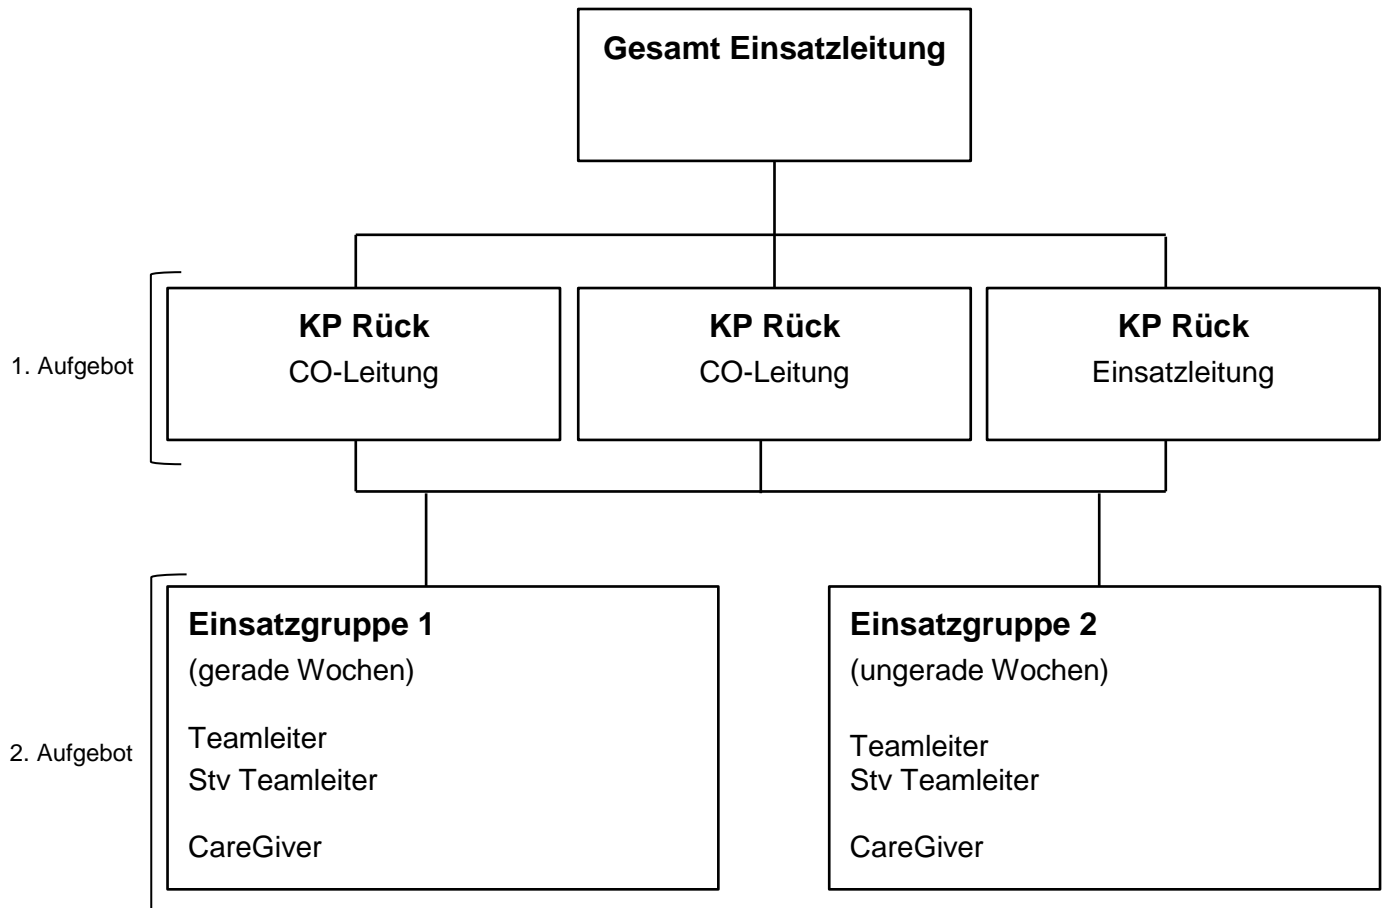 Gesamt Einsatzleitung
1. Aufgebot
KP Rück
CO-Leitung
KP Rück
CO-Leitung
KP Rück
Einsatzleitung
2. Aufgebot
Einsatzgruppe 1
(gerade Wochen)
Teamleiter
Stv Teamleiter
CareGiver
Einsatzgruppe 2
(ungerade Wochen)
Teamleiter
Stv Teamleiter
CareGiver